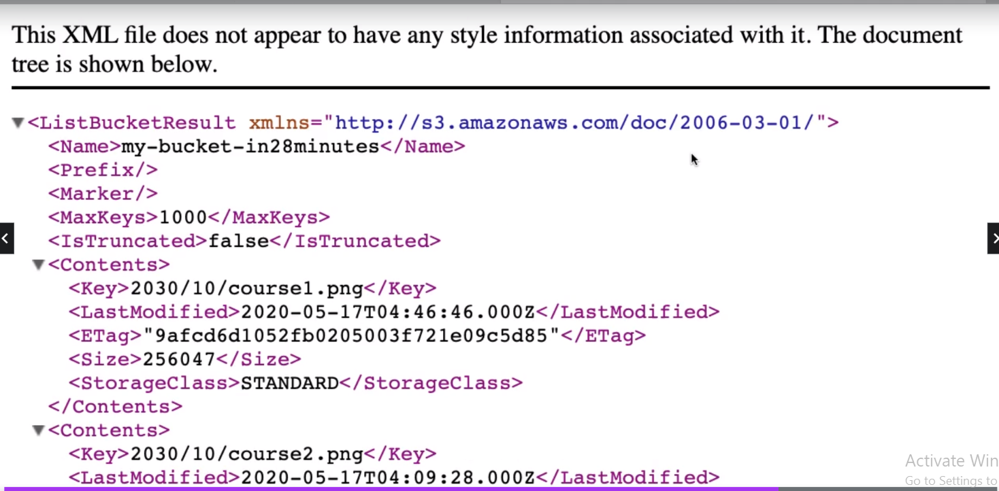 This XML file does not appear to have any style information associated with it. The document
tree is shown below.
▼<ListBucketResult xmlns="http://s3.amazonaws.com/doc/2006-03-01/">
<Name>my-bucket-in28minutes</Name>
<Prefix/>
<Marker/>
<MaxKeys>1000</MaxKeys>
<IsTruncated>false</IsTruncated>
▼<Contents>
<Key>2030/10/course1.png</Key>
<LastModified>2020-05-17T04:46:46.000Z</LastModified>
<ETag>"9afcd6d1052fb0205003f721e09c5d85"</ETag>
<Size>256047</Size>
<StorageClass>STANDARD</StorageClass>
</Contents>
▼<Contents>
<Key>2030/10/course2.png</Key>
<LastModified>2020-05-17T04:09:28.000Z</LastModified>
Activate Win
Go to Settings to